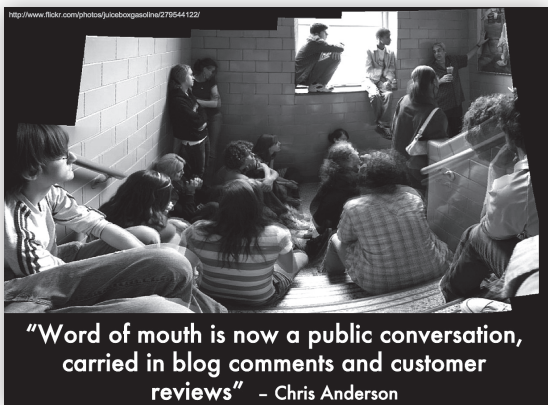 http://www.flickr.com/photos/juiceboxgasoline/279544122/
“Word of mouth is now a public conversation,
carried in blog comments and customer
reviews” – Chris Anderson